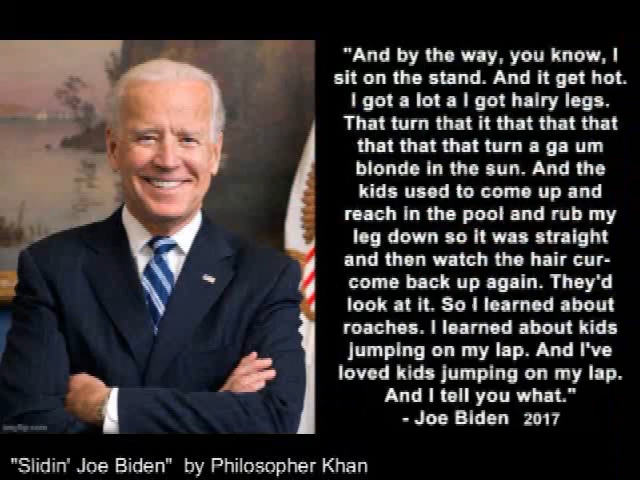 "And by the way, you know, I
sit on the stand. And it get hot.
I got a lot a I got hairy legs.
That turn that it that that that
that that that turn a ga um
blonde in the sun. And the
kids used to come up and
reach in the pool and rub my
leg down so it was straight
and then watch the hair cur-
come back up again. They'd
look at it. So I learned about
roaches. I learned about kids
jumping on my lap. And I've
loved kids jumping on my lap.
And I tell you what."
- Joe Biden 2017
imgflip.com
"Slidin' Joe Biden" by Philosopher Khan